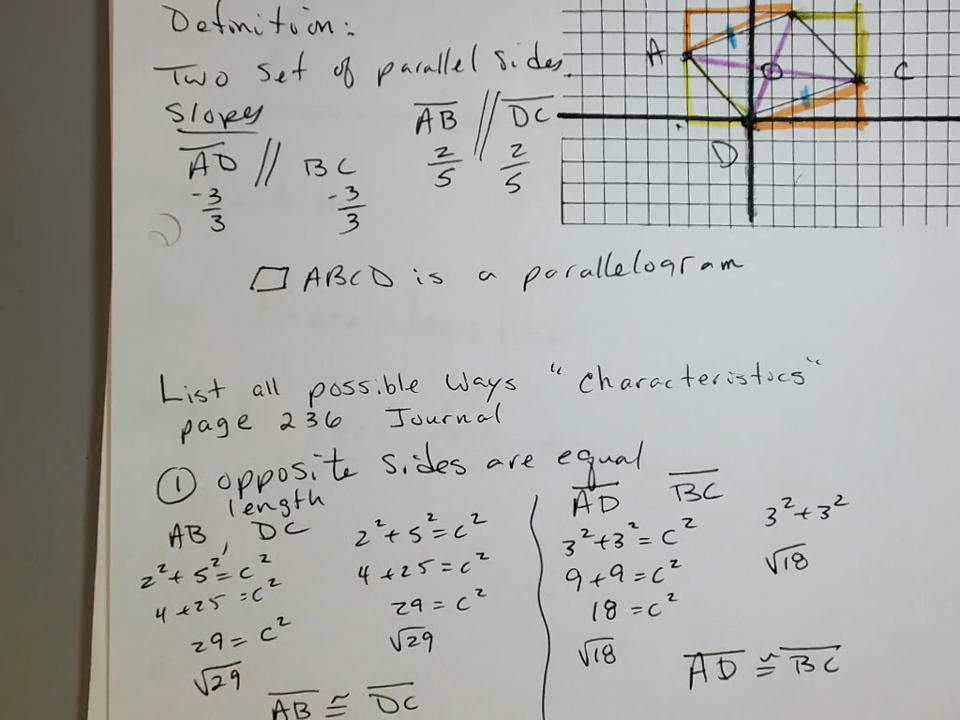 Definition:
Two set of parallel sides.
Slopes
AD // BC
-3/3 -3/3
AB // DC
2/5 2/5
A
C
D
▱ ABCD is a parallelogram
List all possible ways "characteristics"
page 236 Journal
① opposite sides are equal
length
AB, DC
2²+5²=c²
4+25=c²
29=c²
√29
2²+5²=c²
4+25=c²
29=c²
√29
AB ≅ DC
AD BC
3²+3²=c²
9+9=c²
18=c²
√18
3²+3²
√18
AD ≅ BC